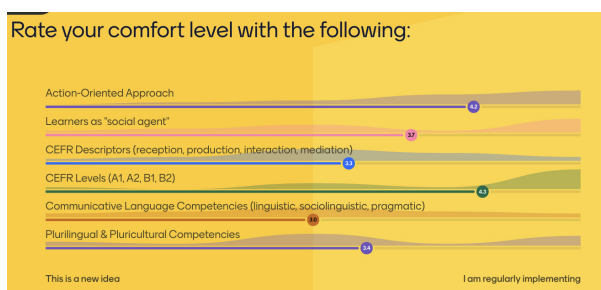 Rate your comfort level with the following:
Action-Oriented Approach
4.2
Learners as "social agent"
3.7
CEFR Descriptors (reception, production, interaction, mediation)
3.3
CEFR Levels (A1, A2, B1, B2)
4.3
Communicative Language Competencies (linguistic, sociolinguistic, pragmatic)
3.0
Plurilingual & Pluricultural Competencies
3.4
This is a new idea
I am regularly implementing